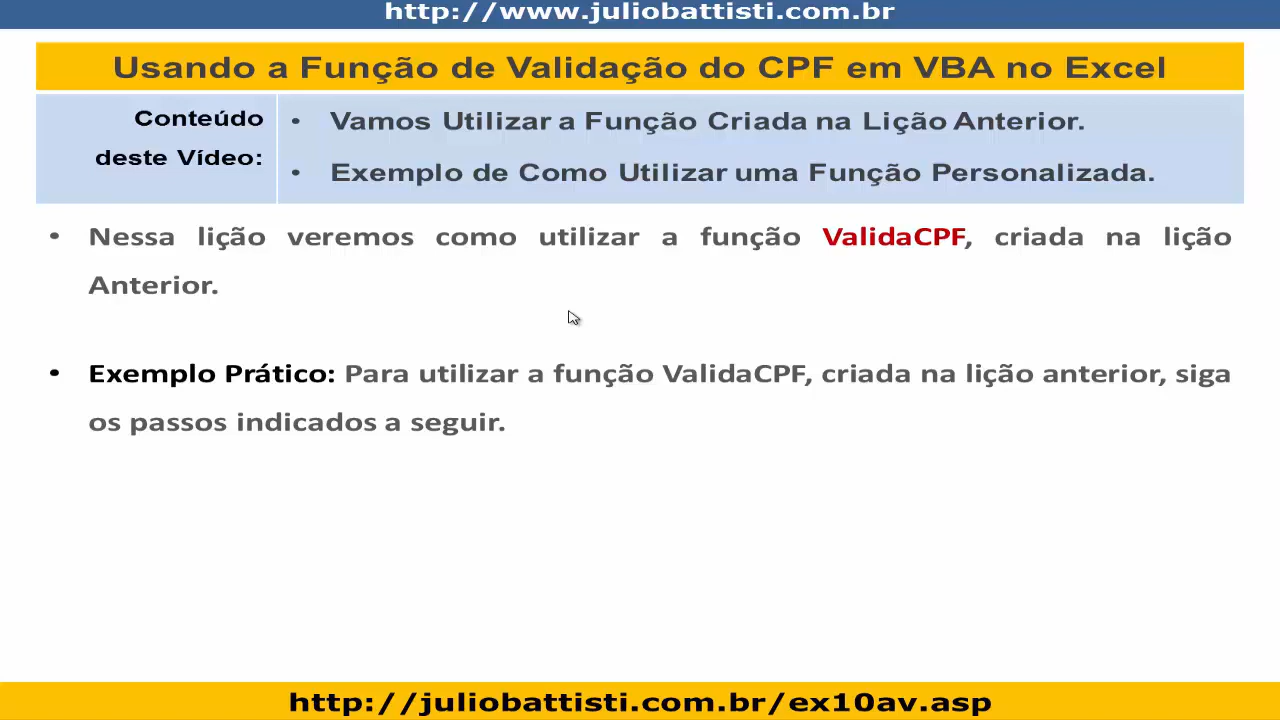 http://www.juliobattisti.com.br
Usando a Função de Validação do CPF em VBA no Excel
Conteúdo
deste Vídeo:
• Vamos Utilizar a Função Criada na Lição Anterior.
• Exemplo de Como Utilizar uma Função Personalizada.
• Nessa lição veremos como utilizar a função ValidaCPF, criada na lição
Anterior.
• Exemplo Prático: Para utilizar a função ValidaCPF, criada na lição anterior, siga
os passos indicados a seguir.
http://juliobattisti.com.br/ex10av.asp